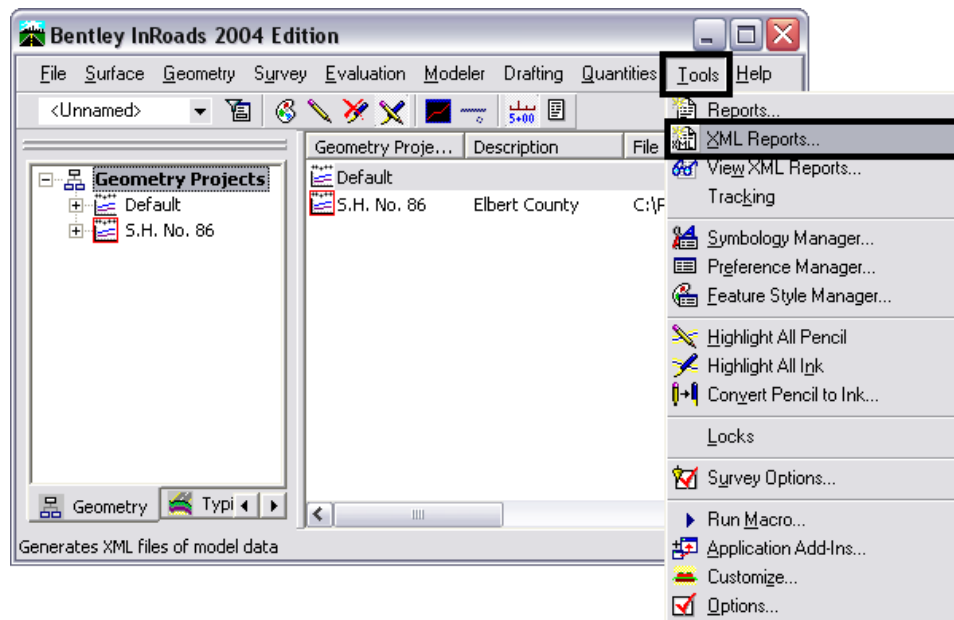 Bentley InRoads 2004 Edition
File Surface Geometry Survey Evaluation Modeler Drafting Quantities Tools Help
<Unnamed>
5+00
Geometry Proje... Description File
Geometry Projects
Default
S.H. No. 86
Default
S.H. No. 86 Elbert County C:\F
Geometry Typi
Generates XML files of model data
Reports...
XML Reports...
View XML Reports...
Tracking
Symbology Manager...
Preference Manager...
Feature Style Manager...
Highlight All Pencil
Highlight All Ink
Convert Pencil to Ink...
Locks
Survey Options...
Run Macro...
Application Add-Ins...
Customize...
Options...